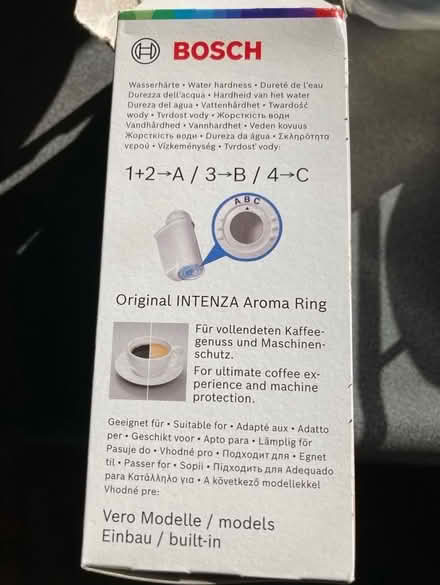 BOSCH
Wasserhärte • Water hardness • Dureté de l'eau
Durezza dell'acqua • Hardheid van het water
Dureza del agua • Vattenhårdhet • Twardość
wody • Tvrdost vody • Жорсткість води
Vandhårdhed • Vannhardhet • Veden kovuus
Жорсткість води • Dureza da água • Σκληρότητα
νερού • Vízkeménység • Tvrdosť vody:
1+2→A / 3→B / 4→C
A B C
Original INTENZA Aroma Ring
Für vollendeten Kaffee-
genuss und Maschinen-
schutz.
For ultimate coffee ex-
perience and machine
protection.
Geeignet für • Suitable for • Adapté aux • Adatto
per • Geschikt voor • Apto para • Lämplig för
Pasuje do • Vhodné pro • Подходит для • Egnet
til • Passer for • Sopii • Підходить для Adequado
para Κατάλληλο για • A következő modellekkel
Vhodné pre:
Vero Modelle / models
Einbau / built-in